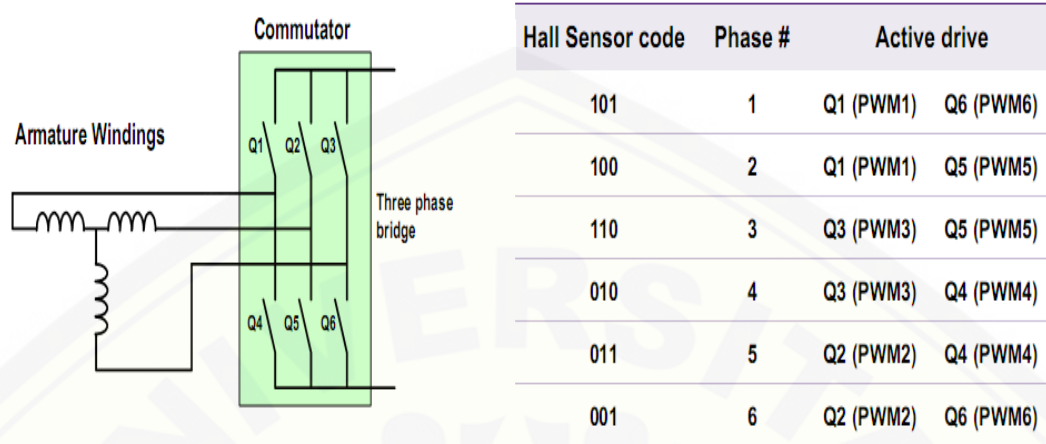 Commutator
Armature Windings
Q1 Q2 Q3
Three phase
bridge
Q4 Q5 Q6
Hall Sensor code Phase # Active drive
101 1 Q1 (PWM1) Q6 (PWM6)
100 2 Q1 (PWM1) Q5 (PWM5)
110 3 Q3 (PWM3) Q5 (PWM5)
010 4 Q3 (PWM3) Q4 (PWM4)
011 5 Q2 (PWM2) Q4 (PWM4)
001 6 Q2 (PWM2) Q6 (PWM6)